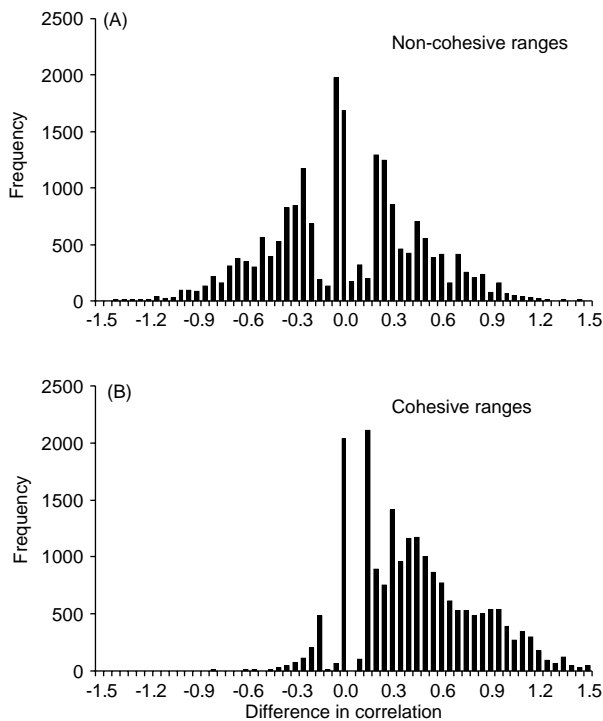 (A)
Non-cohesive ranges
Frequency
2500
2000
1500
1000
500
0
-1.5 -1.2 -0.9 -0.6 -0.3 0.0 0.3 0.6 0.9 1.2 1.5
(B)
Cohesive ranges
Frequency
2500
2000
1500
1000
500
0
-1.5 -1.2 -0.9 -0.6 -0.3 0.0 0.3 0.6 0.9 1.2 1.5
Difference in correlation